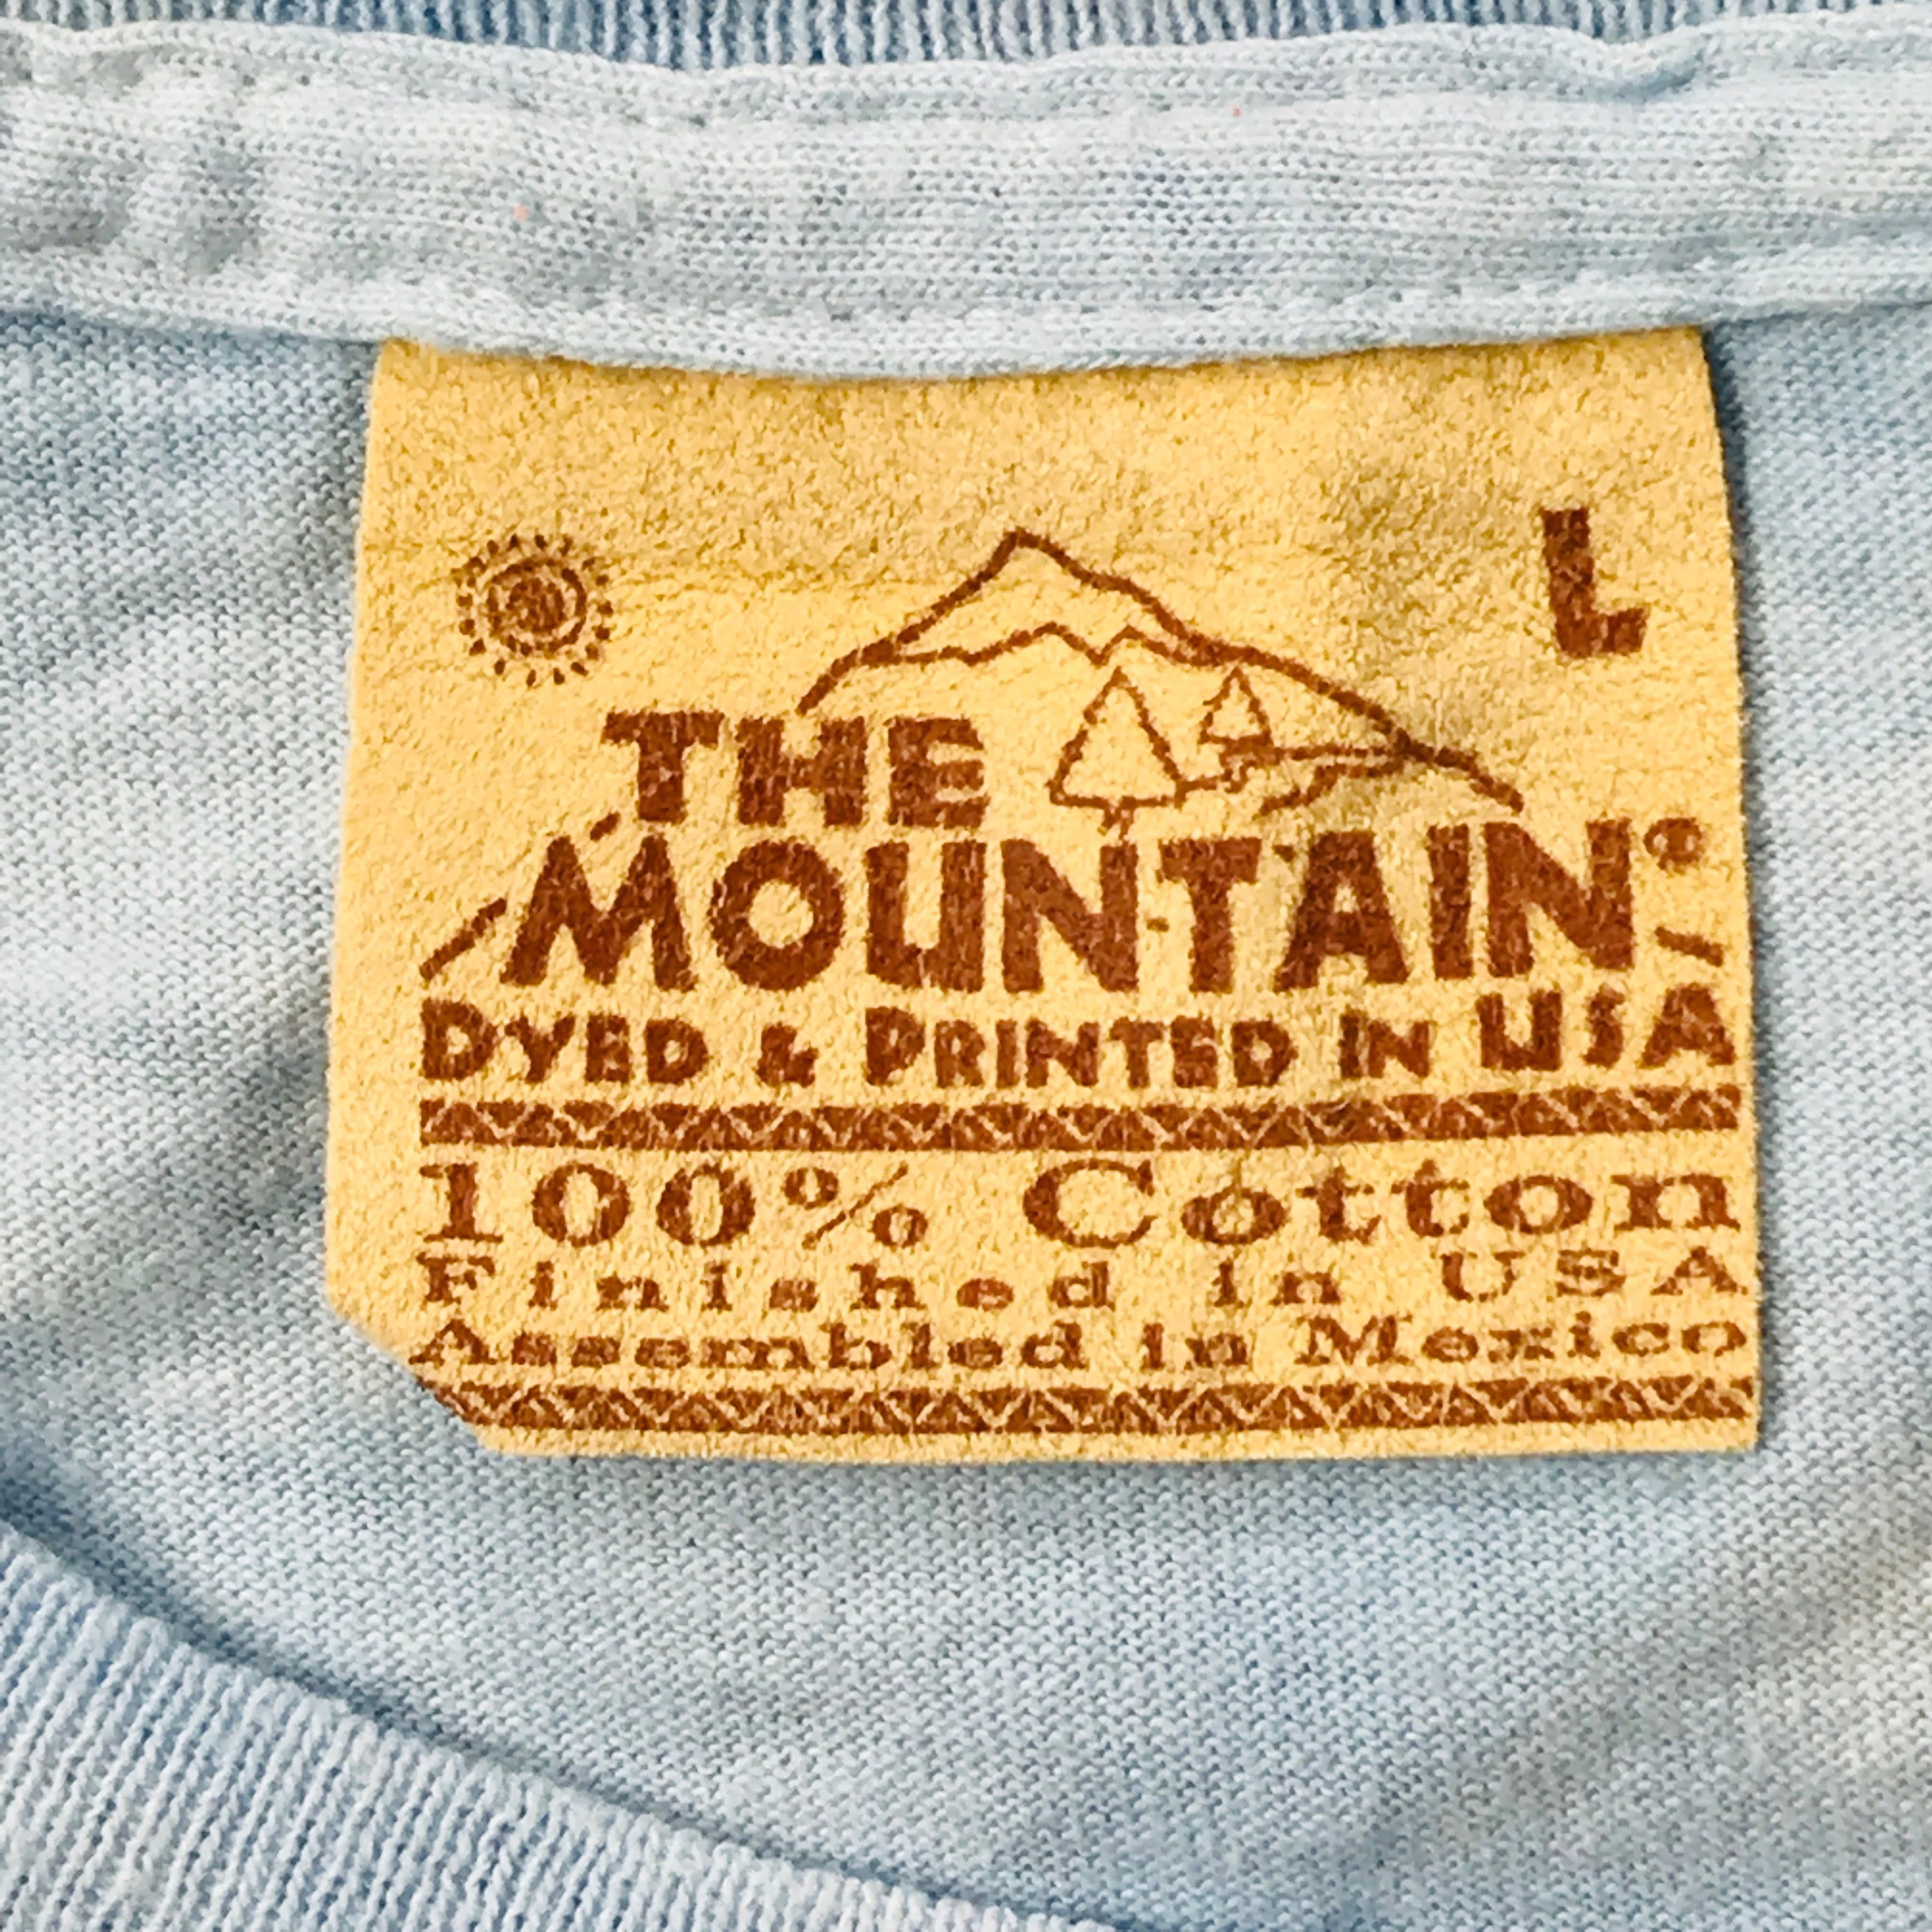 L
THE
MOUNTAIN®
DYED & PRINTED IN USA
100% Cotton
Finished in USA
Assembled in Mexico